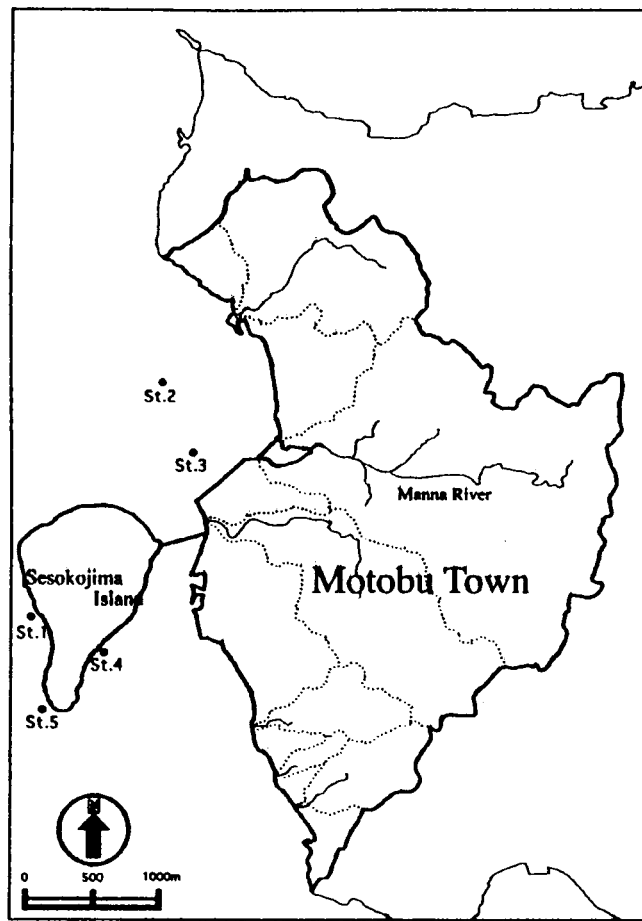 St.2
St.3
Manna River
Sesokojima
Island
Motobu Town
St.1
St.4
St.5
N
0 500 1000m